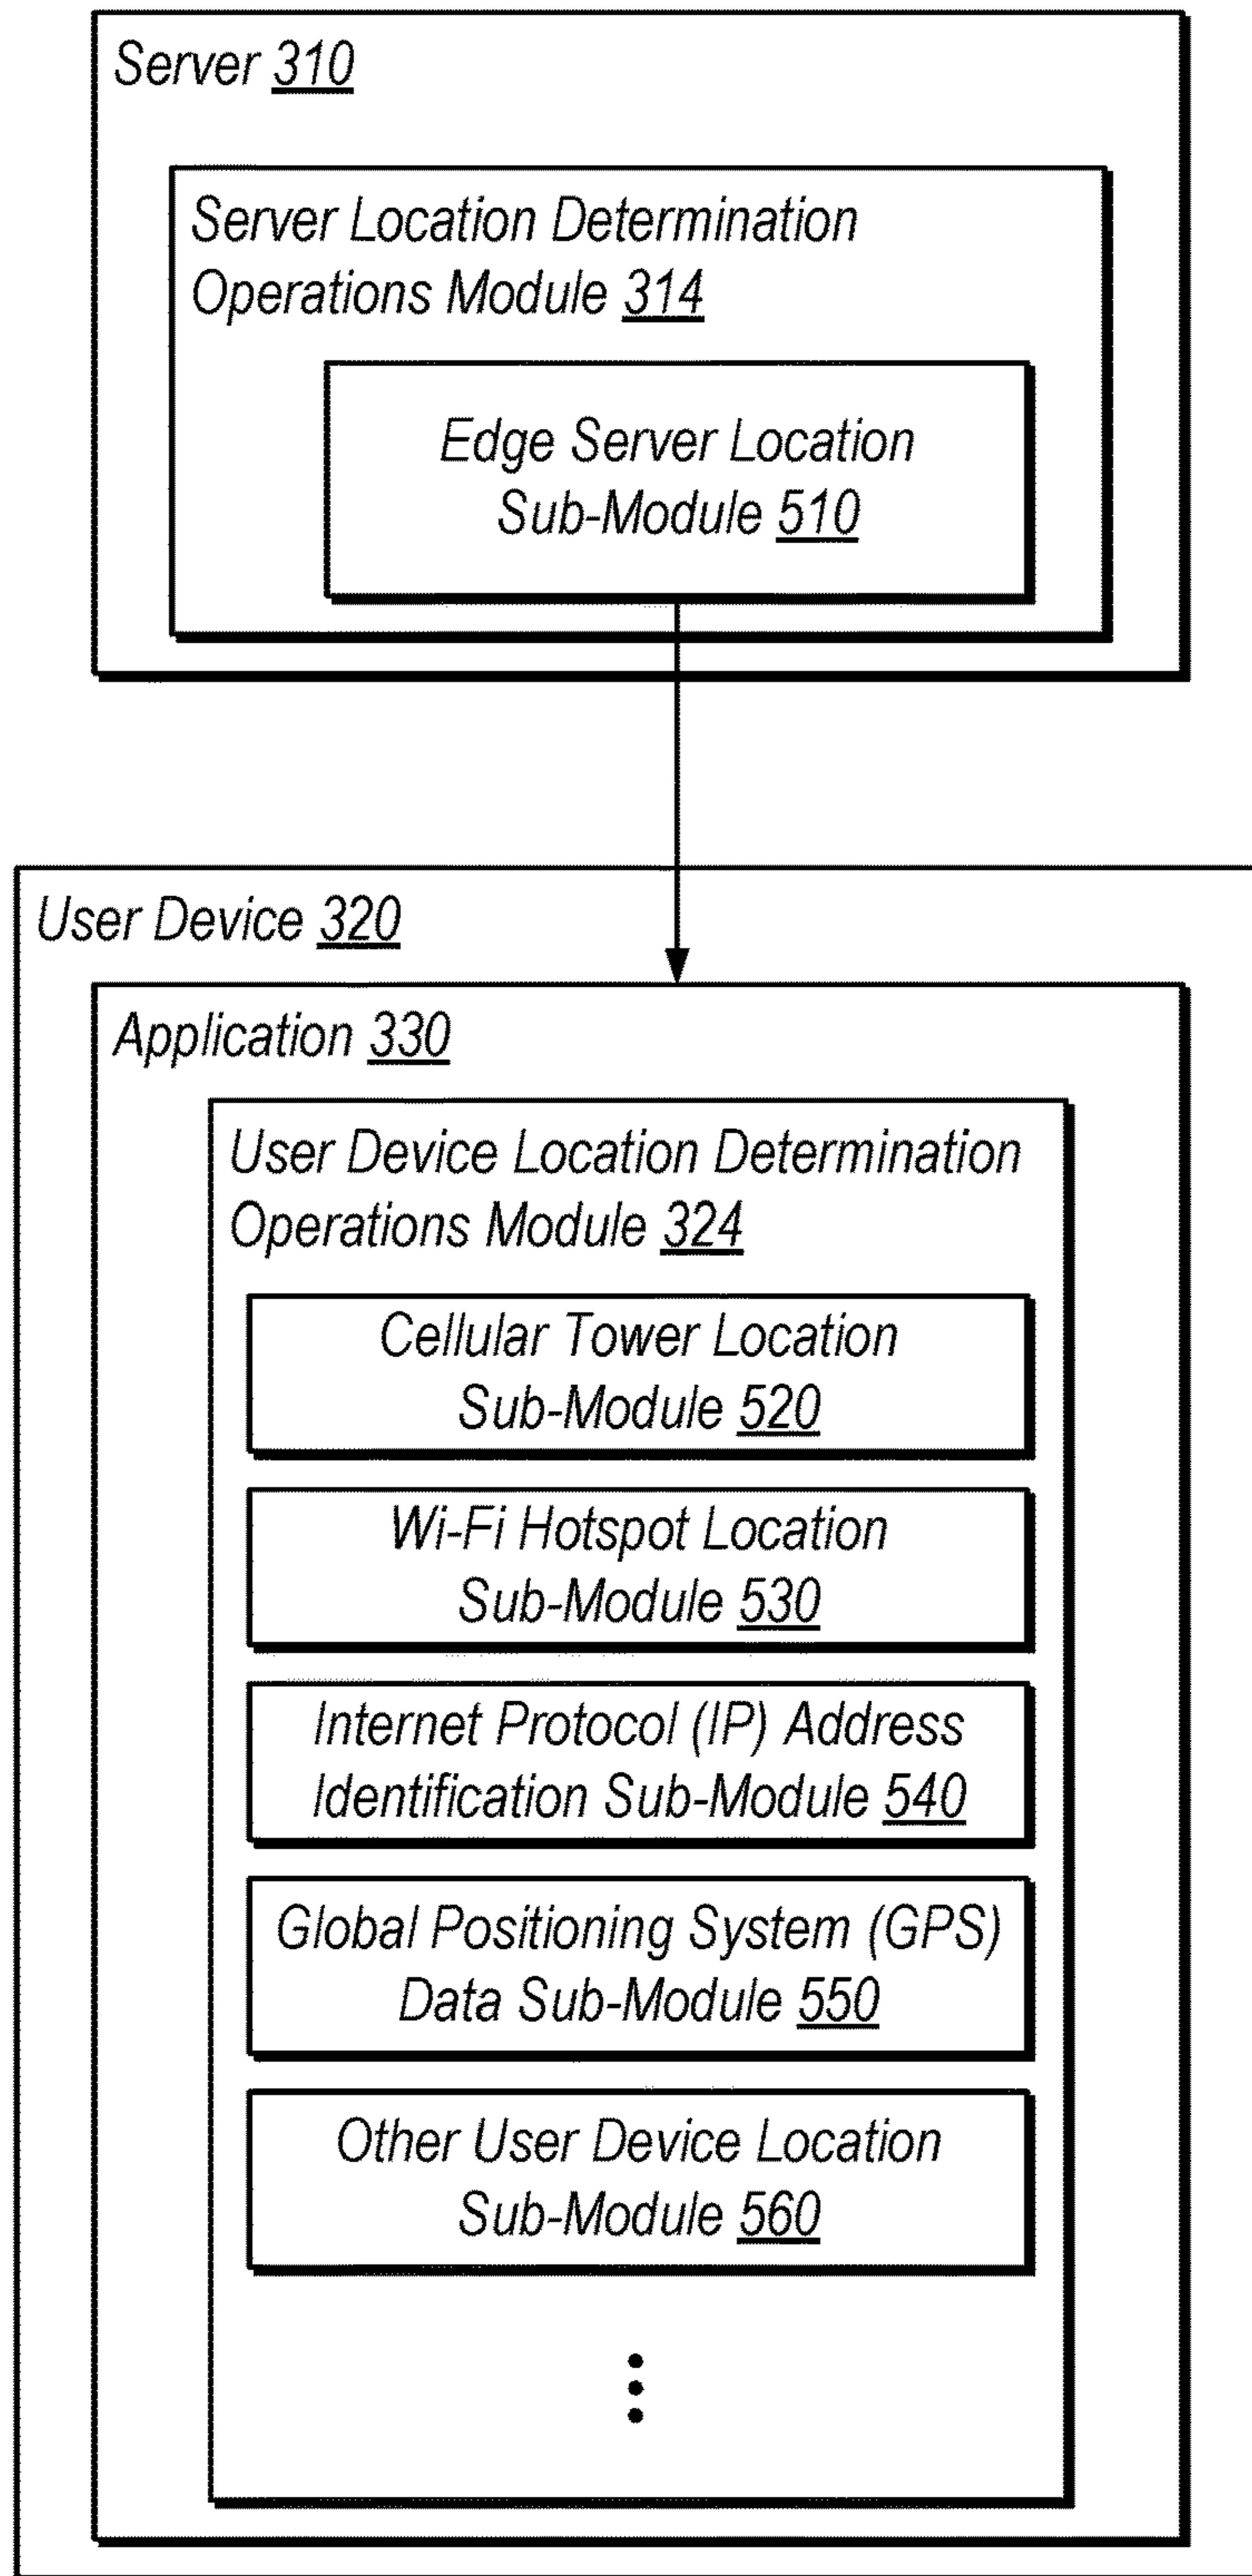 Server 310
Server Location Determination
Operations Module 314
Edge Server Location
Sub-Module 510
User Device 320
Application 330
User Device Location Determination
Operations Module 324
Cellular Tower Location
Sub-Module 520
Wi-Fi Hotspot Location
Sub-Module 530
Internet Protocol (IP) Address
Identification Sub-Module 540
Global Positioning System (GPS)
Data Sub-Module 550
Other User Device Location
Sub-Module 560